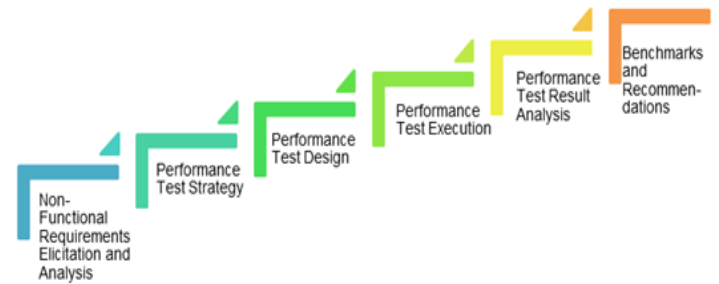 Non-
Functional
Requirements
Elicitation and
Analysis
Performance
Test Strategy
Performance
Test Design
Performance
Test Execution
Performance
Test Result
Analysis
Benchmarks
and
Recommen-
dations